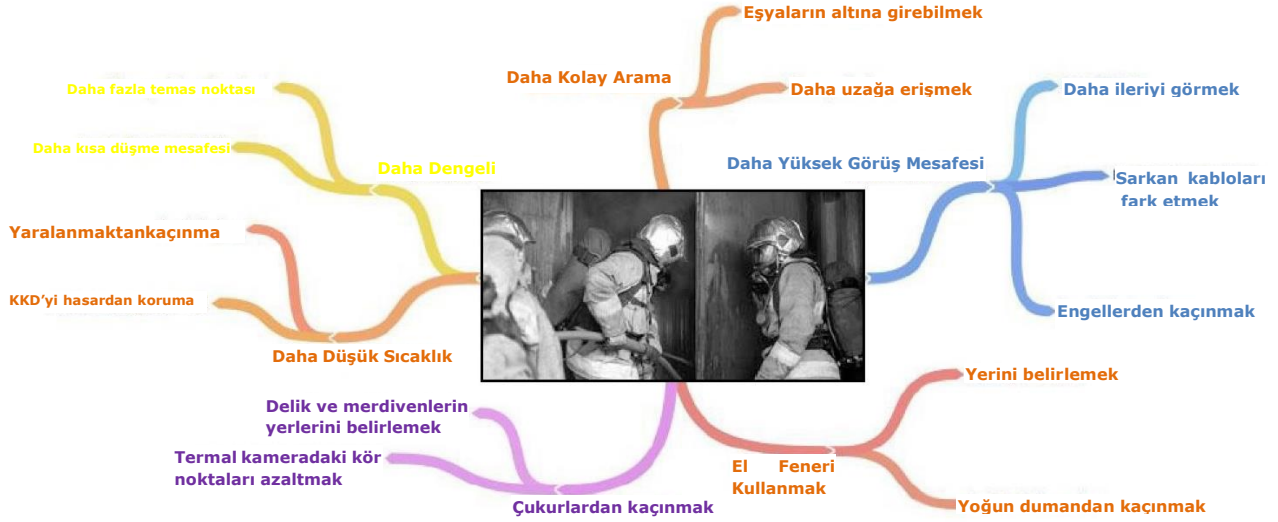 Eşyaların altına girebilmek
Daha Kolay Arama
Daha uzağa erişmek
Daha fazla temas noktası
Daha kısa düşme mesafesi
Daha Dengeli
Daha Yüksek Görüş Mesafesi
Daha ileriyi görmek
Sarkan kabloları
fark etmek
Engellerden kaçınmak
Yaralanmaktankaçınma
KKD’yi hasardan koruma
Daha Düşük Sıcaklık
Delik ve merdivenlerin
yerlerini belirlemek
Termal kameradaki kör
noktaları azaltmak
Çukurlardan kaçınmak
El Feneri
Kullanmak
Yerini belirlemek
Yoğun dumandan kaçınmak